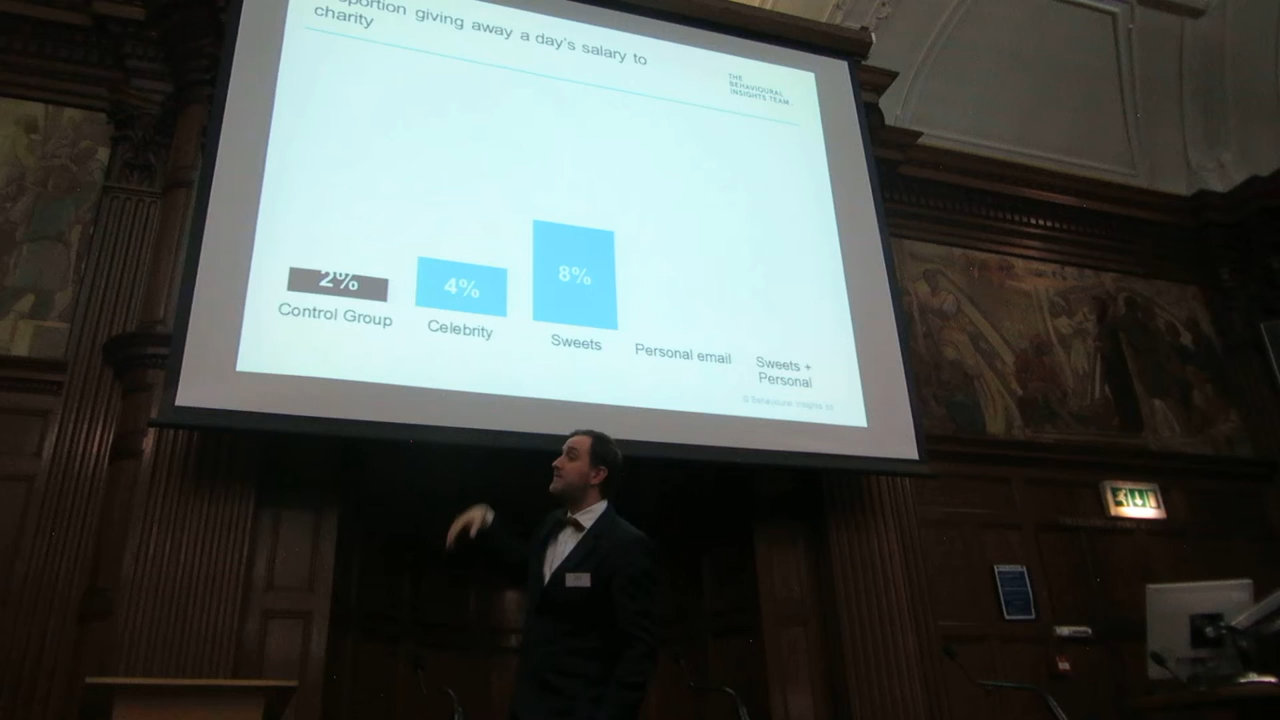 giving away a day's salary to
charity
THE
BEHAVIOURAL
INSIGHTS TEAM
2%
4%
8%
Control Group
Celebrity
Sweets
Personal email
Sweets +
Personal
© Behavioural Insights ltd